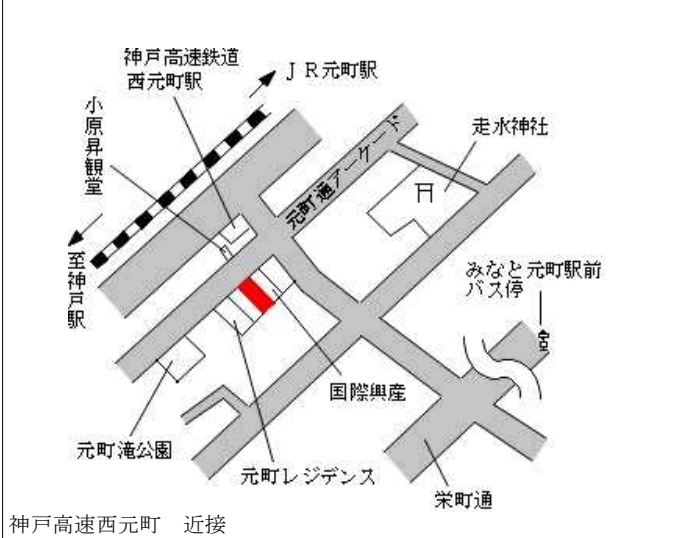 神戸高速鉄道
西元町駅
JR元町駅
小原昇観堂
元町通アーケード
走水神社
至神戸駅
みなと元町駅前
バス停
国際興産
元町滝公園
元町レジデンス
栄町通
神戸高速西元町　近接